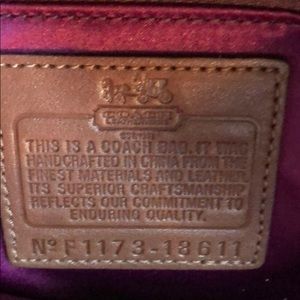 COACH
THIS IS A COACH BAG. IT WAS
HANDCRAFTED IN CHINA FROM THE
FINEST MATERIALS AND LEATHER.
ITS SUPERIOR CRAFTSMANSHIP
REFLECTS OUR COMMITMENT TO
ENDURING QUALITY.
Nº F1173-13611